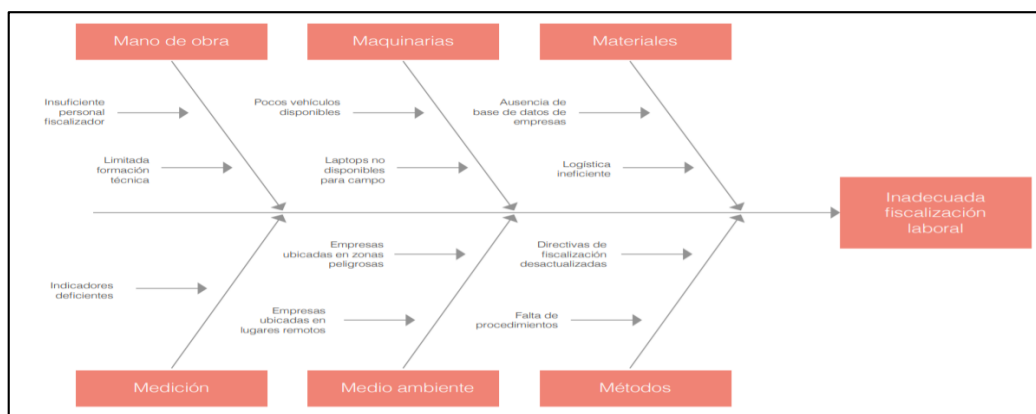 Mano de obra
Maquinarias
Materiales
Insuficiente
personal
fiscalizador
Pocos vehículos
disponibles
Ausencia de
base de datos de
empresas
Limitada
formación
técnica
Laptops no
disponibles
para campo
Logística
ineficiente
Inadecuada
fiscalización
laboral
Indicadores
deficientes
Empresas
ubicadas en zonas
peligrosas
Directivas de
fiscalización
desactualizadas
Empresas
ubicadas en
lugares remotos
Falta de
procedimientos
Medición
Medio ambiente
Métodos